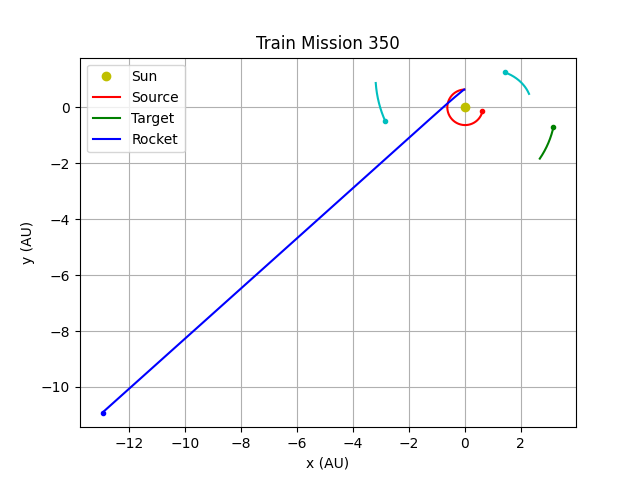 Train Mission 350
Sun
Source
Target
Rocket
0
−2
−4
−6
−8
−10
y (AU)
−12
−10
−8
−6
−4
−2
0
2
x (AU)